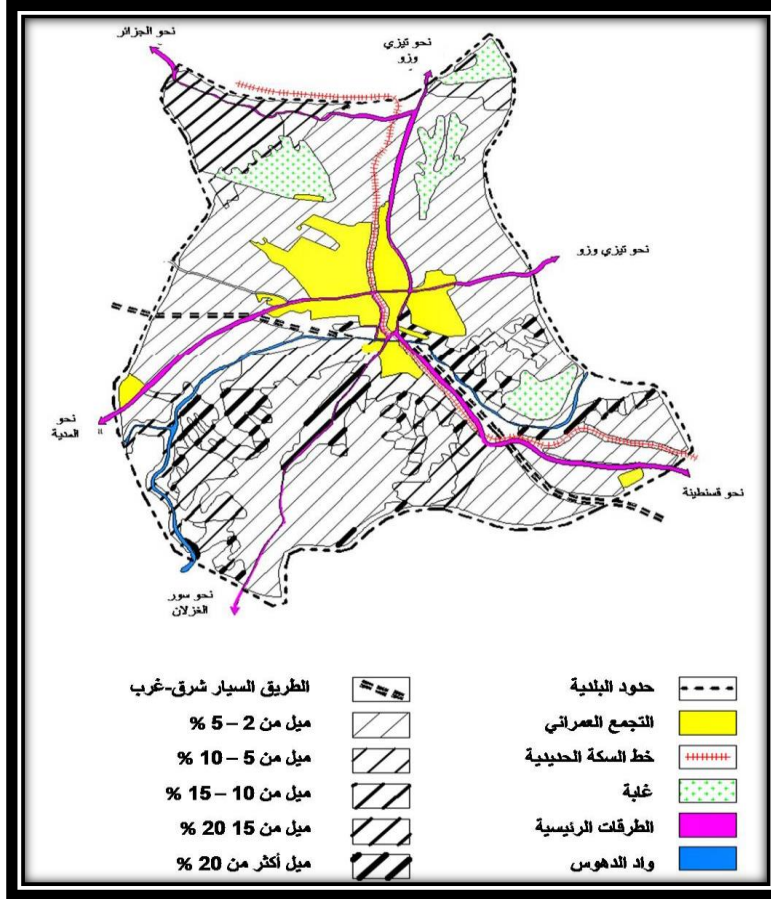 نحو الجزائر
نحو تيزي
وزو
نحو تيزي وزو
نحو
المدية
نحو قسنطينة
نحو سور
الغزلان
حدود البلدية
التجمع العمراني
خط السكة الحديدية
غابة
الطرقات الرئيسية
واد الدهوس
الطريق السيار شرق-غرب
ميل من 2 – 5 %
ميل من 5 – 10 %
ميل من 10 – 15 %
ميل من 15 20 %
ميل أكثر من 20 %